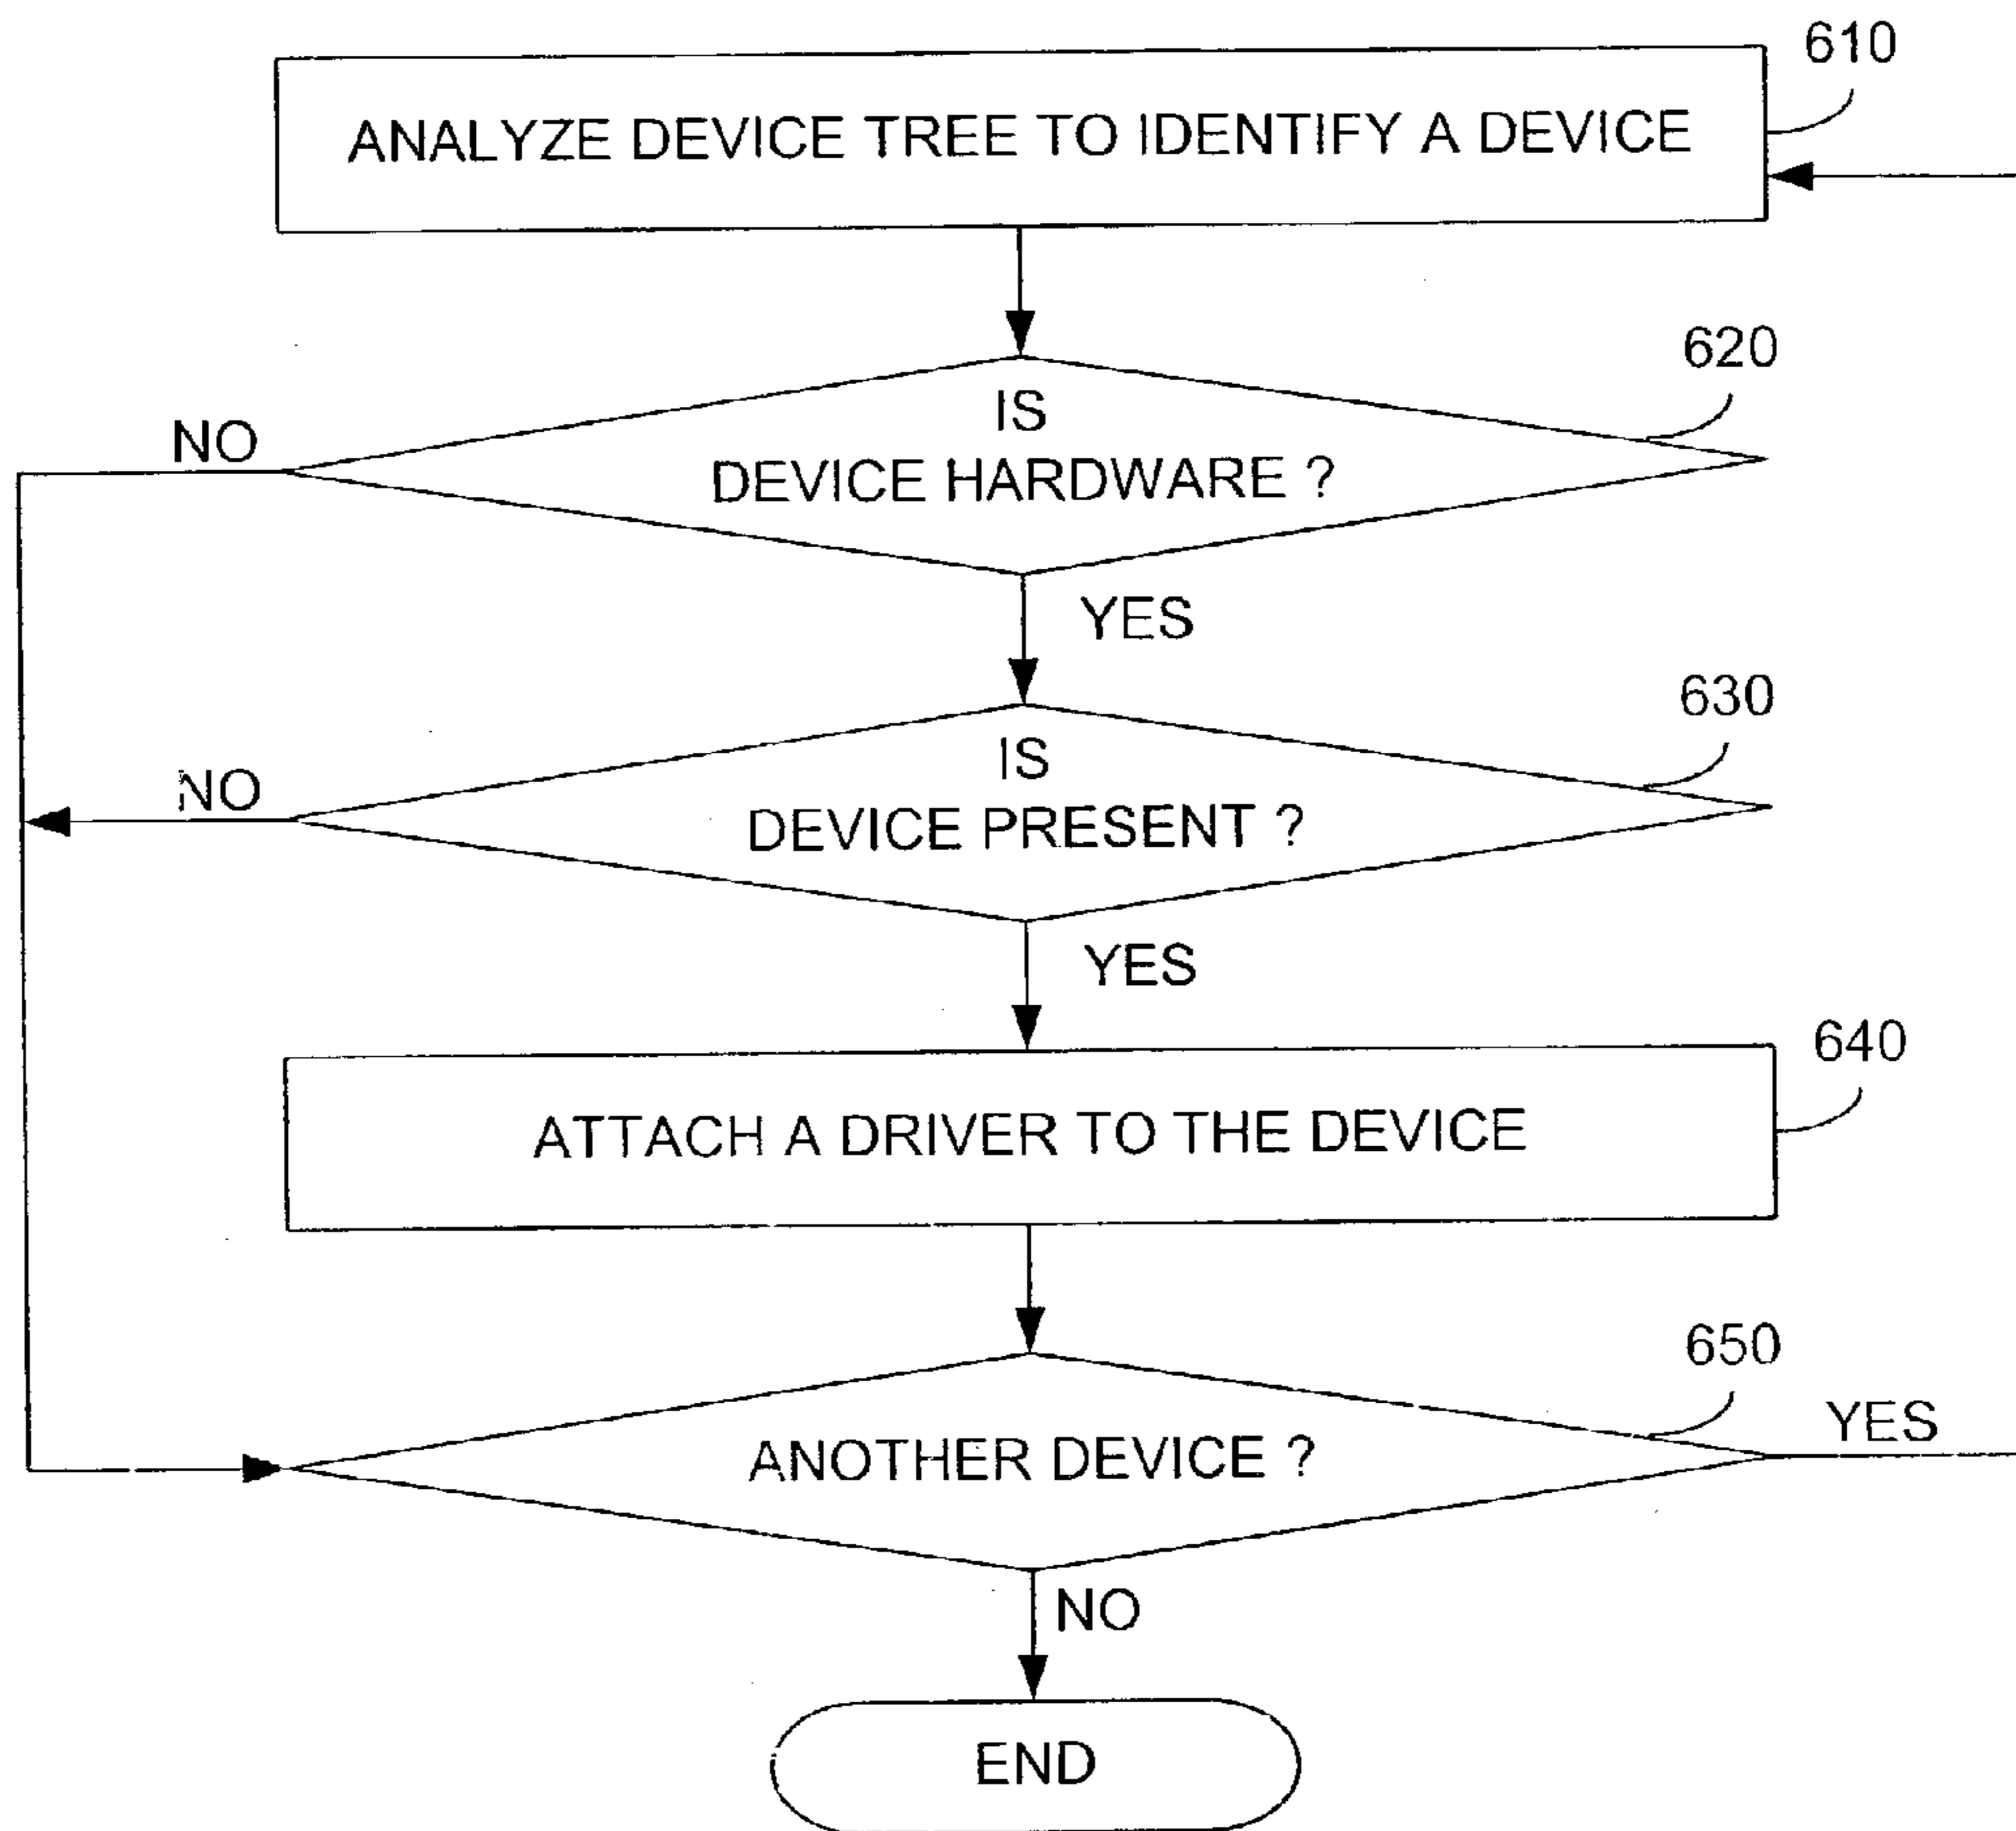 610
ANALYZE DEVICE TREE TO IDENTIFY A DEVICE
620
IS
DEVICE HARDWARE ?
NO
YES
630
IS
DEVICE PRESENT ?
NO
YES
640
ATTACH A DRIVER TO THE DEVICE
650
ANOTHER DEVICE ?
YES
NO
END